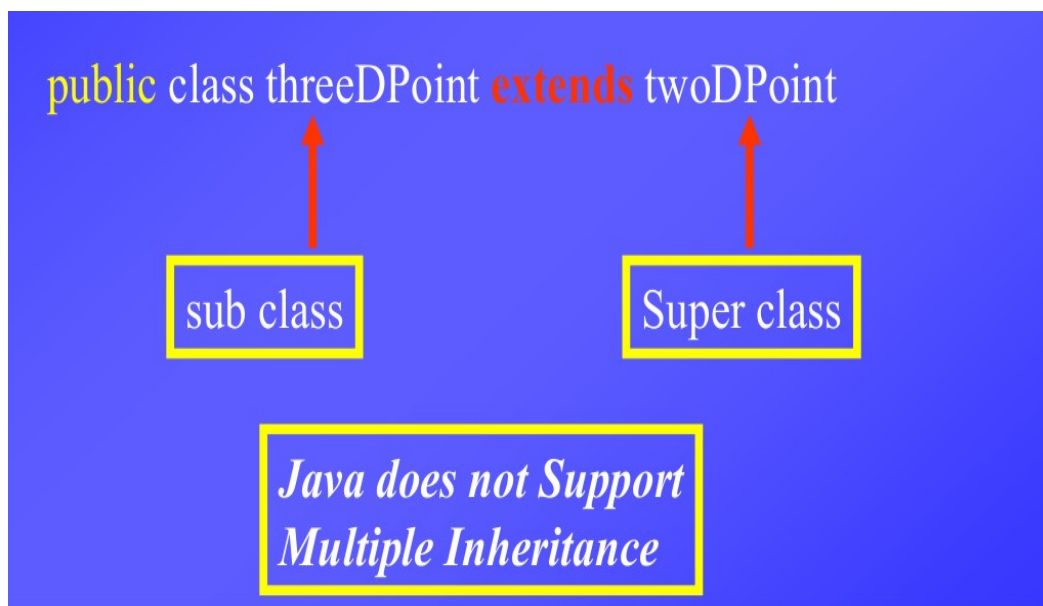 public class threeDPoint extends twoDPoint
sub class
Super class
Java does not Support
Multiple Inheritance